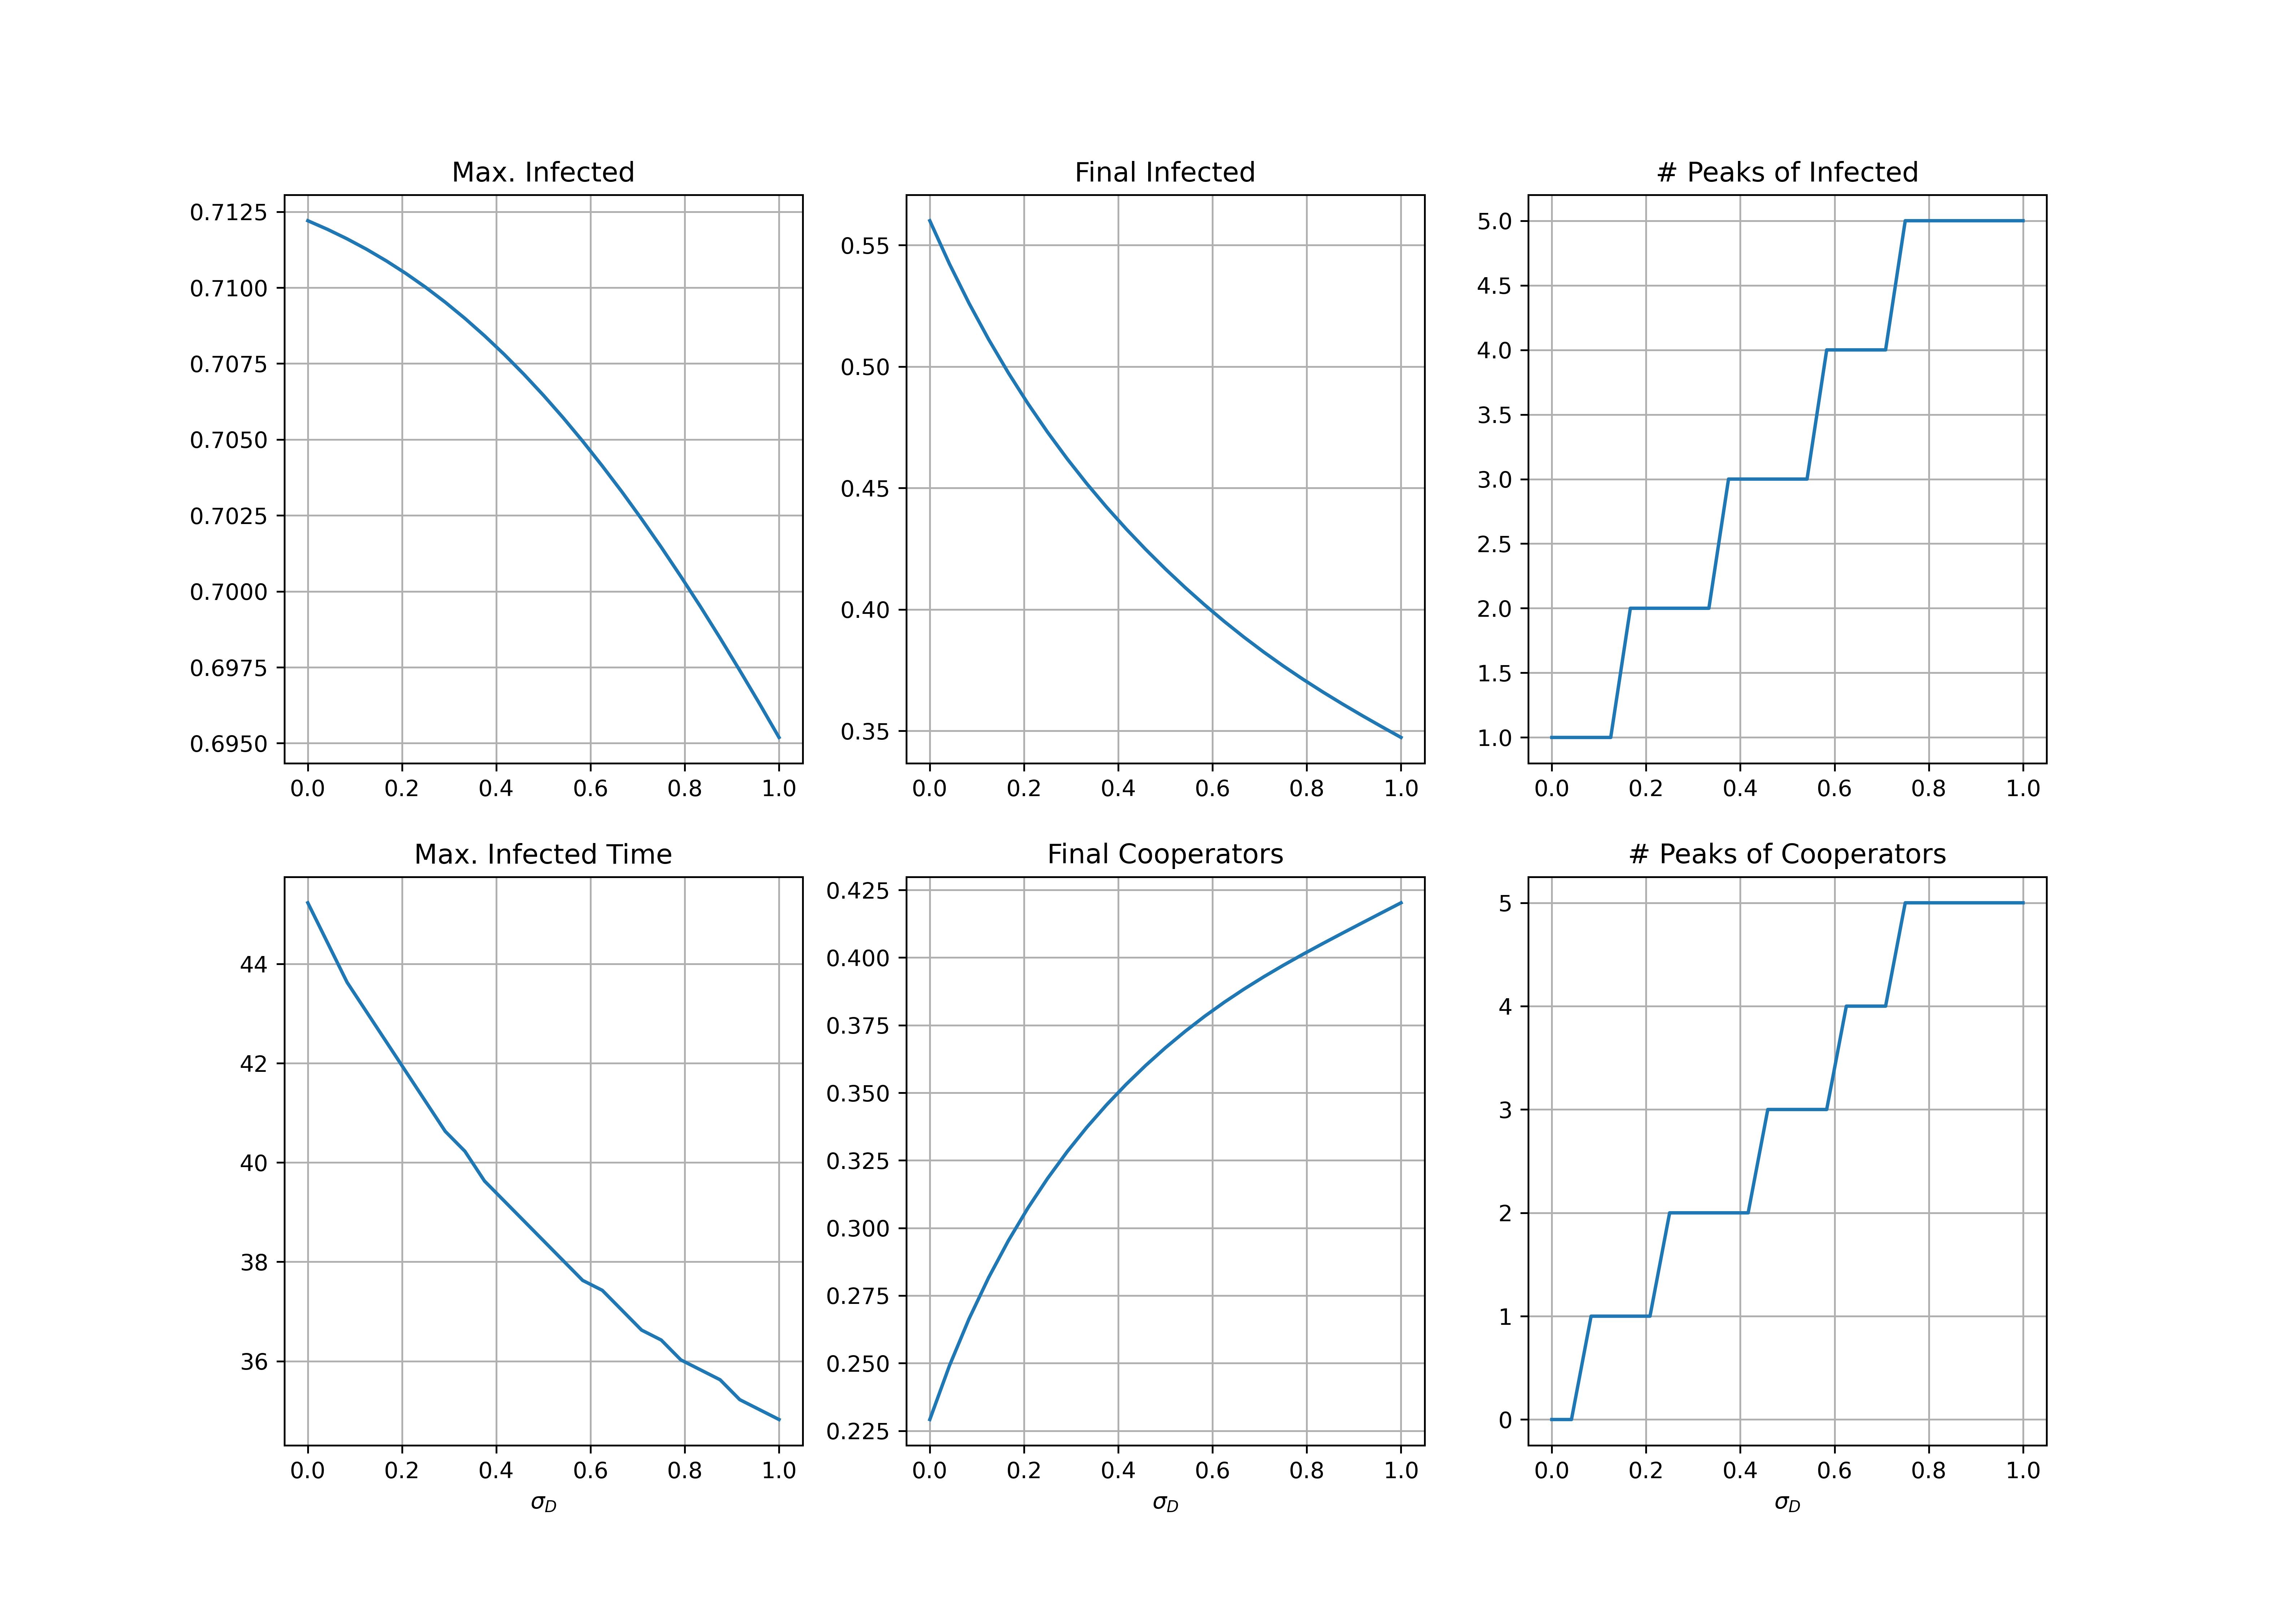 Max. Infected
0.7125
0.7100
0.7075
0.7050
0.7025
0.7000
0.6975
0.6950
0.0 0.2 0.4 0.6 0.8 1.0
Final Infected
0.55
0.50
0.45
0.40
0.35
0.0 0.2 0.4 0.6 0.8 1.0
# Peaks of Infected
5.0
4.5
4.0
3.5
3.0
2.5
2.0
1.5
1.0
0.0 0.2 0.4 0.6 0.8 1.0
Max. Infected Time
44
42
40
38
36
0.0 0.2 0.4 0.6 0.8 1.0
σ_D
Final Cooperators
0.425
0.400
0.375
0.350
0.325
0.300
0.275
0.250
0.225
0.0 0.2 0.4 0.6 0.8 1.0
σ_D
# Peaks of Cooperators
5
4
3
2
1
0
0.0 0.2 0.4 0.6 0.8 1.0
σ_D